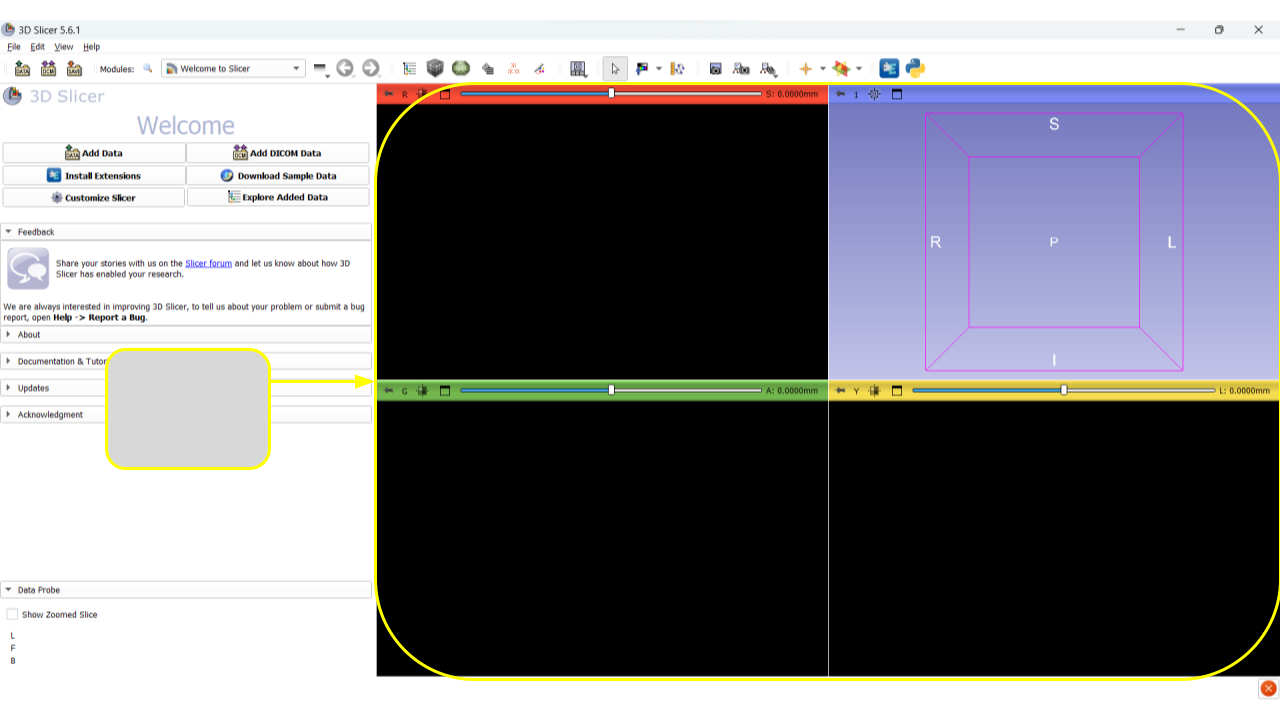 3D Slicer 5.6.1
File Edit View Help
DATA DCM SAVE Modules: Welcome to Slicer
3D Slicer
Welcome
Add Data
Add DICOM Data
Install Extensions
Download Sample Data
Customize Slicer
Explore Added Data
Feedback
Share your stories with us on the Slicer forum and let us know about how 3D
Slicer has enabled your research.
We are always interested in improving 3D Slicer, to tell us about your problem or submit a bug
report, open Help -> Report a Bug.
About
Documentation & Tutor
Updates
Acknowledgment
Data Probe
Show Zoomed Slice
L
F
B
R S: 0.0000mm
1
S
R P L
I
G A: 0.0000mm
Y L: 0.0000mm